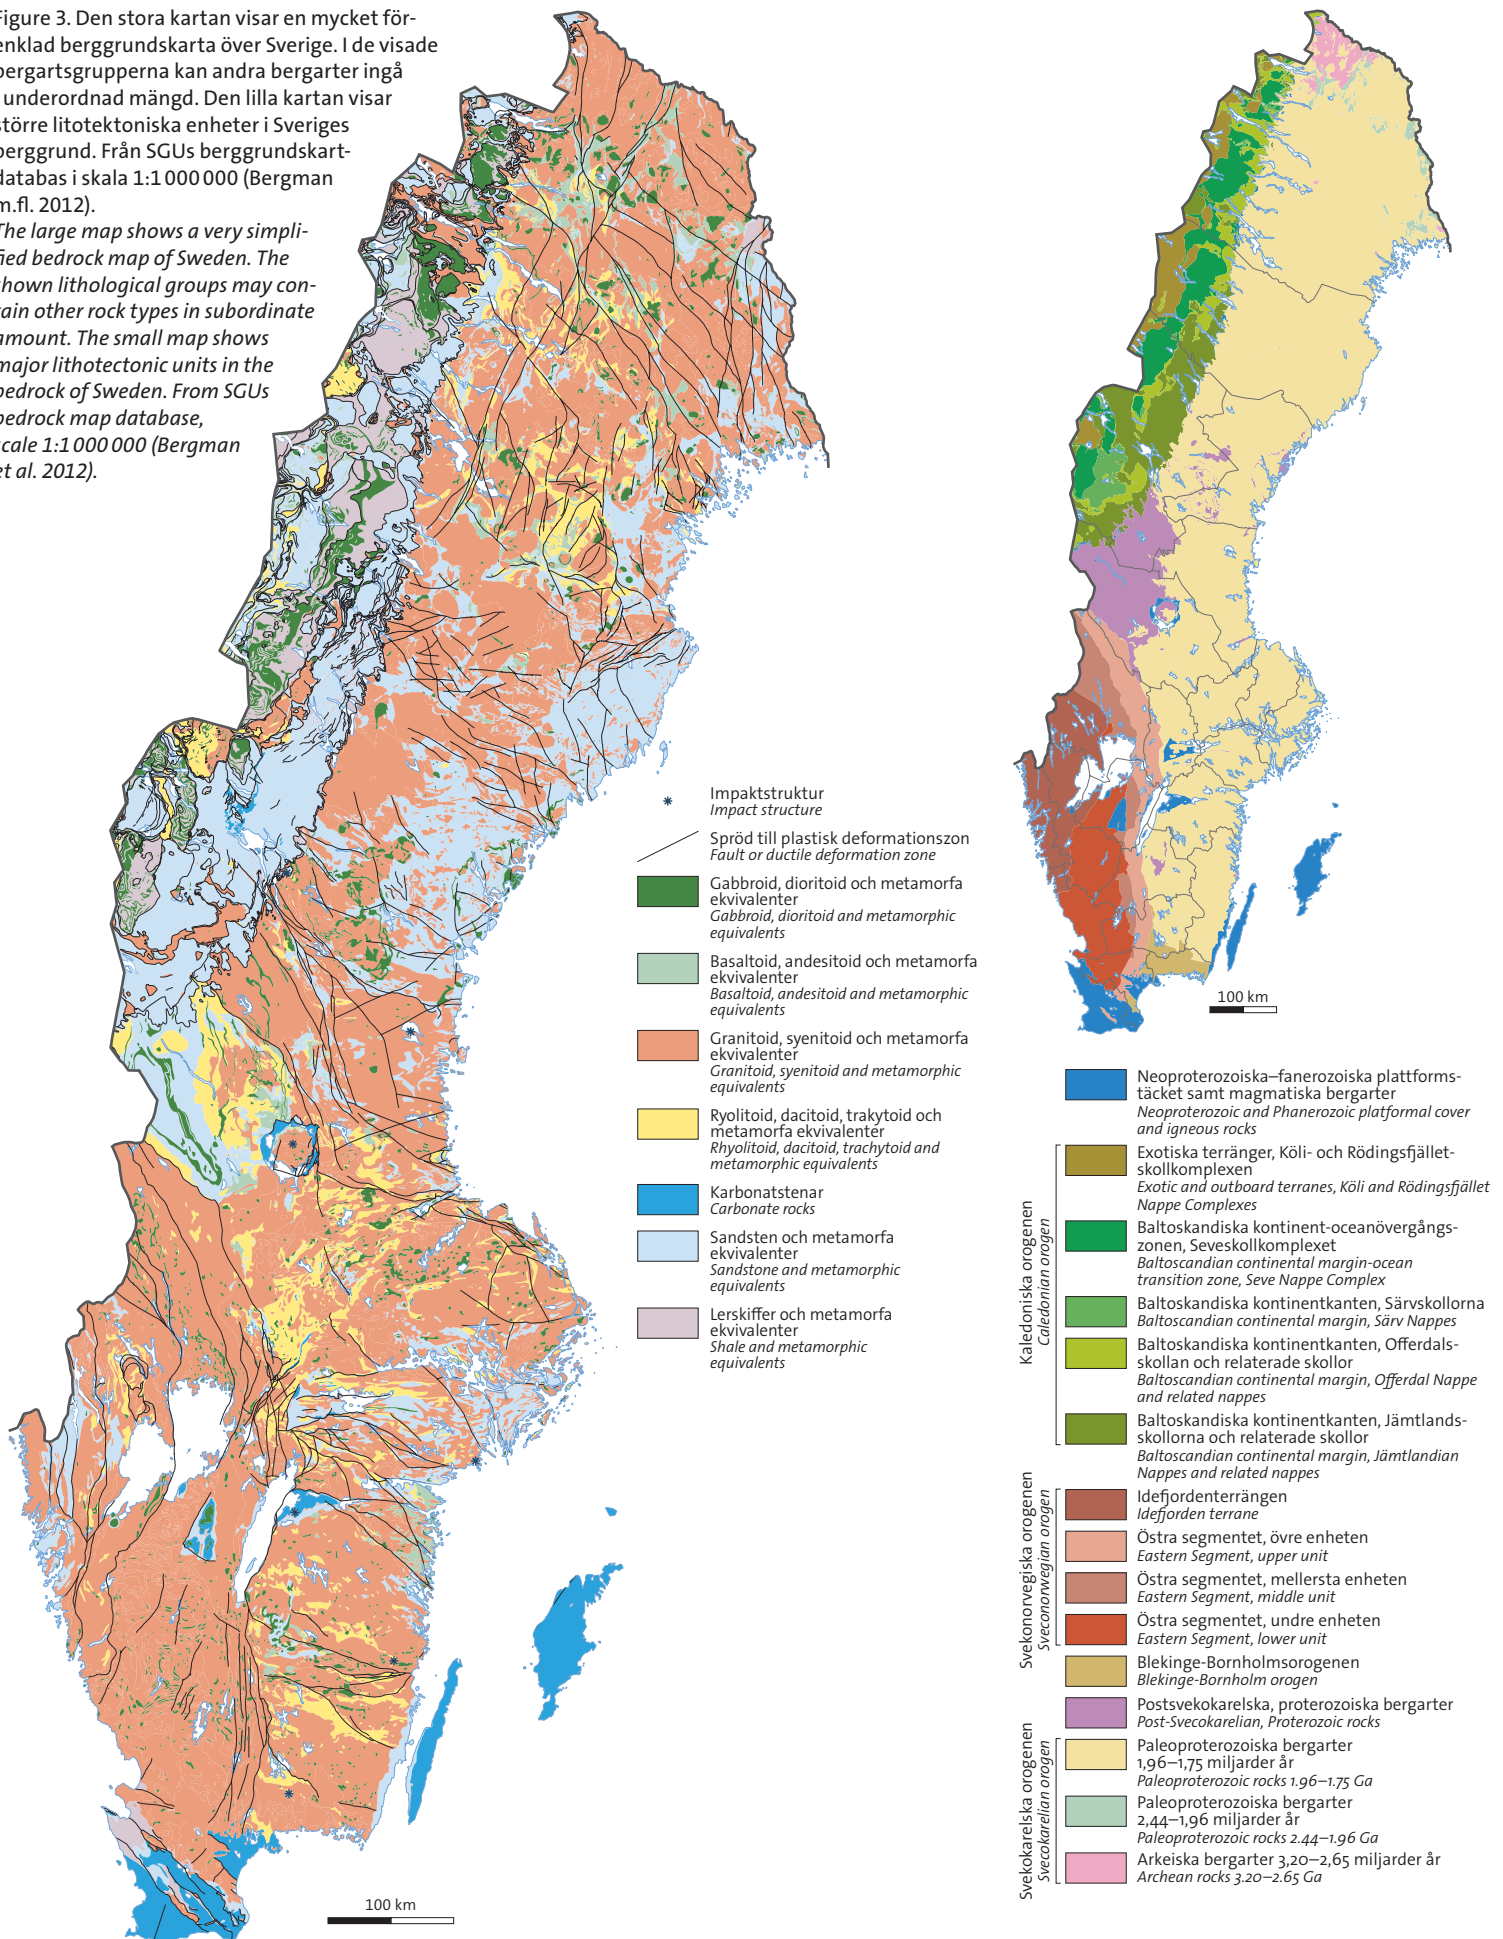 Figure 3. Den stora kartan visar en mycket för-
enklad berggrundskarta över Sverige. I de visade
bergartsgrupperna kan andra bergarter ingå
underordnad mängd. Den lilla kartan visar
större litotektoniska enheter i Sveriges
berggrund. Från SGUs berggrundskart-
databas i skala 1:1 000 000 (Bergman
m.fl. 2012).
The large map shows a very simpli-
fied bedrock map of Sweden. The
shown lithological groups may con-
tain other rock types in subordinate
amount. The small map shows
major lithotectonic units in the
bedrock of Sweden. From SGUs
bedrock map database,
scale 1:1 000 000 (Bergman
et al. 2012).
Impaktstruktur
Impact structure
Spröd till plastisk deformationszon
Fault or ductile deformation zone
Gabbroid, dioritoid och metamorfa
ekvivalenter
Gabbroid, dioritoid and metamorphic
equivalents
Basaltoid, andesitoid och metamorfa
ekvivalenter
Basaltoid, andesitoid and metamorphic
equivalents
Granitoid, syenitoid och metamorfa
ekvivalenter
Granitoid, syenitoid and metamorphic
equivalents
Ryolitoid, dacitoid, trakytoid och
metamorfa ekvivalenter
Rhyolitoid, dacitoid, trachytoid and
metamorphic equivalents
Karbonatstenar
Carbonate rocks
Sandsten och metamorfa
ekvivalenter
Sandstone and metamorphic
equivalents
Lerskiffer och metamorfa
ekvivalenter
Shale and metamorphic
equivalents
100 km
100 km
Neoproterozoiska–fanerozoiska plattforms-
täcket samt magmatiska bergarter
Neoproterozoic and Phanerozoic platformal cover
and igneous rocks
Kaledoniska orogenen
Caledonian orogen
Exotiska terränger, Köli- och Rödingsfjället-
skollkomplexen
Exotic and outboard terranes, Köli and Rödingsfjället
Nappe Complexes
Baltoskandiska kontinent-oceanövergångs-
zonen, Seveskollkomplexet
Baltoscandian continental margin-ocean
transition zone, Seve Nappe Complex
Baltoskandiska kontinentkanten, Särvskollorna
Baltoscandian continental margin, Särv Nappes
Baltoskandiska kontinentkanten, Offerdals-
skollan och relaterade skollor
Baltoscandian continental margin, Offerdal Nappe
and related nappes
Baltoskandiska kontinentkanten, Jämtlands-
skollorna och relaterade skollor
Baltoscandian continental margin, Jämtlandian
Nappes and related nappes
Svekonorvegiska orogenen
Sveconorwegian orogen
Idefjordenterrängen
Idefjorden terrane
Östra segmentet, övre enheten
Eastern Segment, upper unit
Östra segmentet, mellersta enheten
Eastern Segment, middle unit
Östra segmentet, undre enheten
Eastern Segment, lower unit
Blekinge-Bornholmsorogenen
Blekinge-Bornholm orogen
Postsvekokarelska, proterozoiska bergarter
Post-Svecokarelian, Proterozoic rocks
Svekokarelska orogenen
Svecokarelian orogen
Paleoproterozoiska bergarter
1,96–1,75 miljarder år
Paleoproterozoic rocks 1.96–1.75 Ga
Paleoproterozoiska bergarter
2,44–1,96 miljarder år
Paleoproterozoic rocks 2.44–1.96 Ga
Arkeiska bergarter 3,20–2,65 miljarder år
Archean rocks 3.20–2.65 Ga